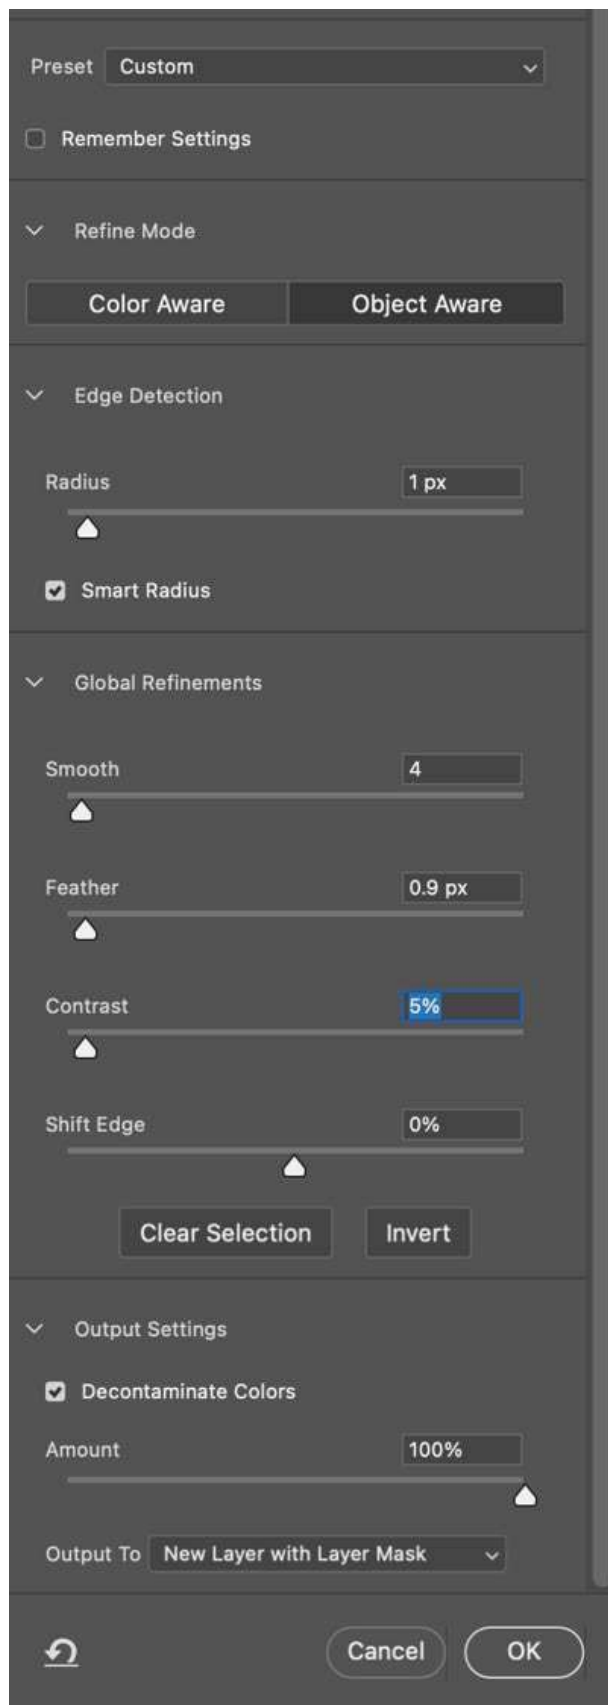 Preset Custom
Remember Settings
Refine Mode
Color Aware Object Aware
Edge Detection
Radius 1 px
Smart Radius
Global Refinements
Smooth 4
Feather 0.9 px
Contrast 5%
Shift Edge 0%
Clear Selection Invert
Output Settings
Decontaminate Colors
Amount 100%
Output To New Layer with Layer Mask
Cancel OK